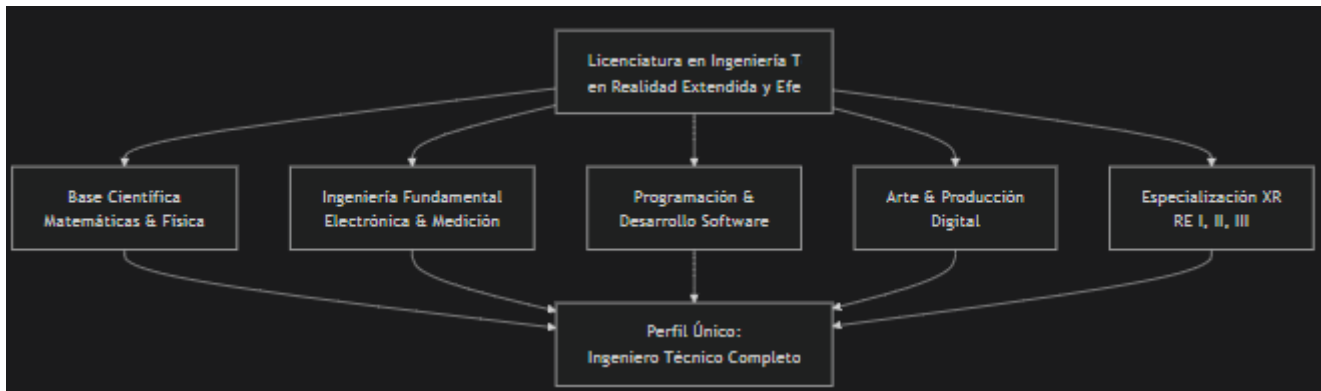 Licenciatura en Ingeniería T
en Realidad Extendida y Efe
Base Científica
Matemáticas & Física
Ingeniería Fundamental
Electrónica & Medición
Programación &
Desarrollo Software
Arte & Producción
Digital
Especialización XR
RE I, II, III
Perfil Único:
Ingeniero Técnico Completo